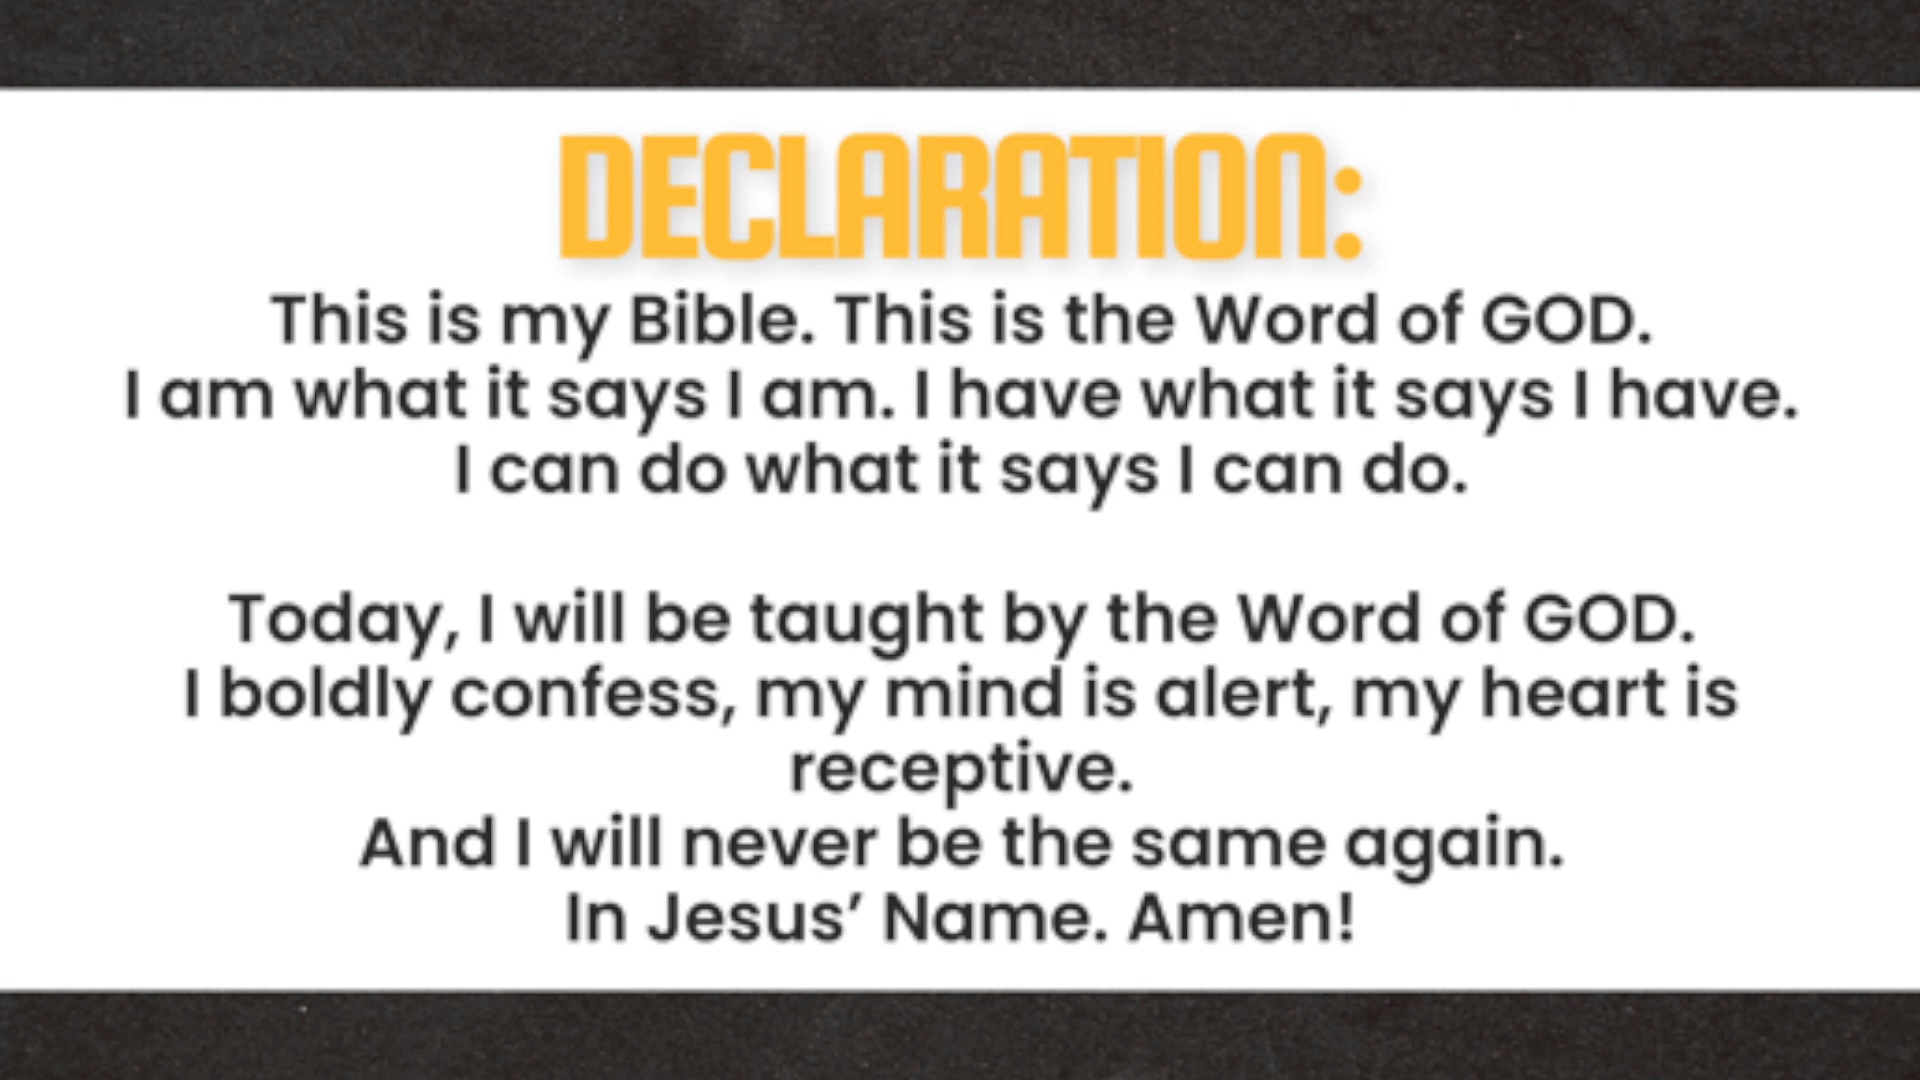 DECLARATION:
This is my Bible. This is the Word of GOD.
I am what it says I am. I have what it says I have.
I can do what it says I can do.
Today, I will be taught by the Word of GOD.
I boldly confess, my mind is alert, my heart is
receptive.
And I will never be the same again.
In Jesus’ Name. Amen!